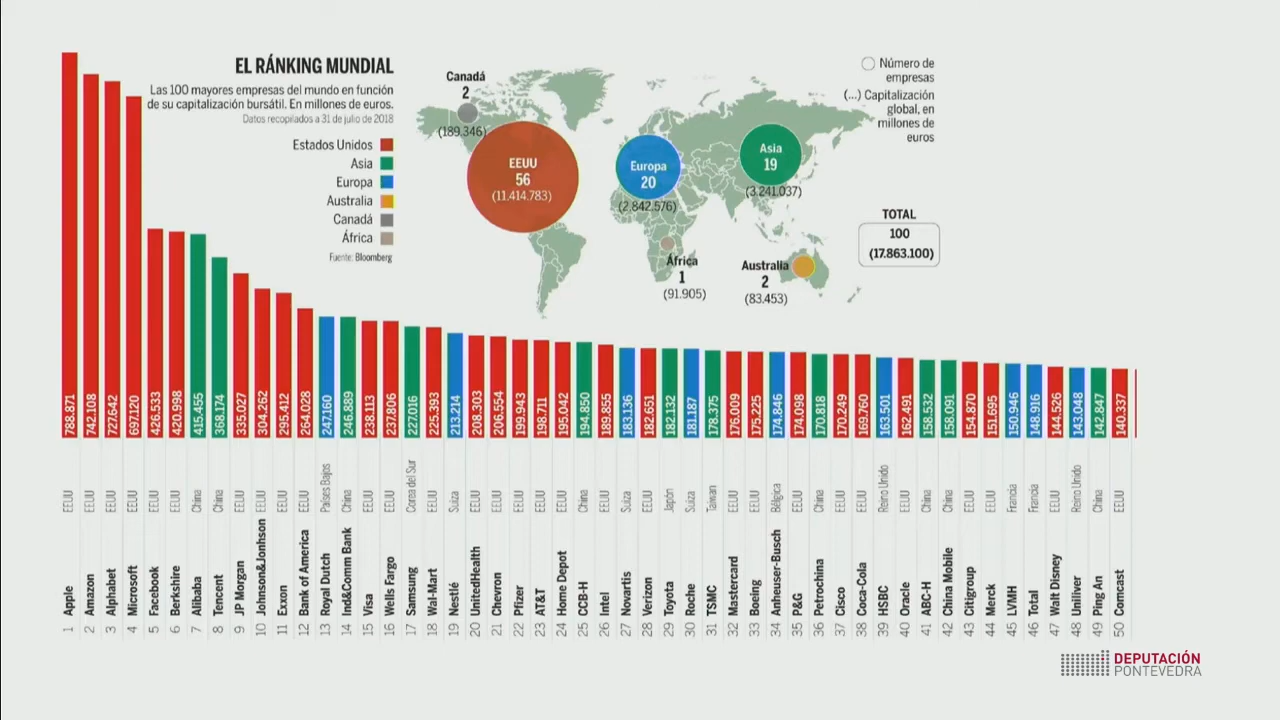 EL RÁNKING MUNDIAL
Las 100 mayores empresas del mundo en función
de su capitalización bursátil. En millones de euros.
Datos recopilados a 31 de julio de 2018
Estados Unidos
Asia
Europa
Australia
Canadá
África
Fuente: Bloomberg
Canadá
2
(189.346)
EEUU
56
(11.414.783)
Europa
20
(2.842.576)
Asia
19
(3.241.037)
África
1
(91.905)
Australia
2
(83.453)
Número de
empresas
(...) Capitalización
global, en
millones de
euros
TOTAL
100
(17.863.100)
788.871 EEUU Apple 1
742.108 EEUU Amazon 2
727.642 EEUU Alphabet 3
697.120 EEUU Microsoft 4
426.533 EEUU Facebook 5
420.998 EEUU Berkshire 6
415.455 China Alibaba 7
368.174 China Tencent 8
335.027 EEUU JP Morgan 9
304.262 EEUU Johnson&Jonhson 10
295.412 EEUU Exxon 11
264.028 EEUU Bank of America 12
247.160 Países Bajos Royal Dutch 13
246.889 China Ind&Comm Bank 14
238.113 EEUU Visa 15
237.806 EEUU Wells Fargo 16
227.016 Corea del Sur Samsung 17
225.393 EEUU Wal-Mart 18
213.214 Suiza Nestlé 19
208.303 EEUU UnitedHealth 20
206.554 EEUU Chevron 21
199.943 EEUU Pfizer 22
198.711 EEUU AT&T 23
195.042 EEUU Home Depot 24
194.850 China CCB-H 25
189.855 EEUU Intel 26
183.136 Suiza Novartis 27
182.651 EEUU Verizon 28
182.132 Japón Toyota 29
181.187 Suiza Roche 30
178.375 Taiwan TSMC 31
176.009 EEUU Mastercard 32
175.225 EEUU Boeing 33
174.846 Bélgica Anheuser-Busch 34
174.098 EEUU P&G 35
170.818 China Petrochina 36
170.249 EEUU Cisco 37
169.760 EEUU Coca-Cola 38
163.501 Reino Unido HSBC 39
162.491 EEUU Oracle 40
158.532 China ABC-H 41
158.091 China China Mobile 42
154.870 EEUU Citigroup 43
151.695 EEUU Merck 44
150.946 Francia LVMH 45
148.916 Francia Total 46
144.526 EEUU Walt Disney 47
143.048 Reino Unido Uniliver 48
142.847 China Ping An 49
140.337 EEUU Comcast 50
DEPUTACIÓN
PONTEVEDRA